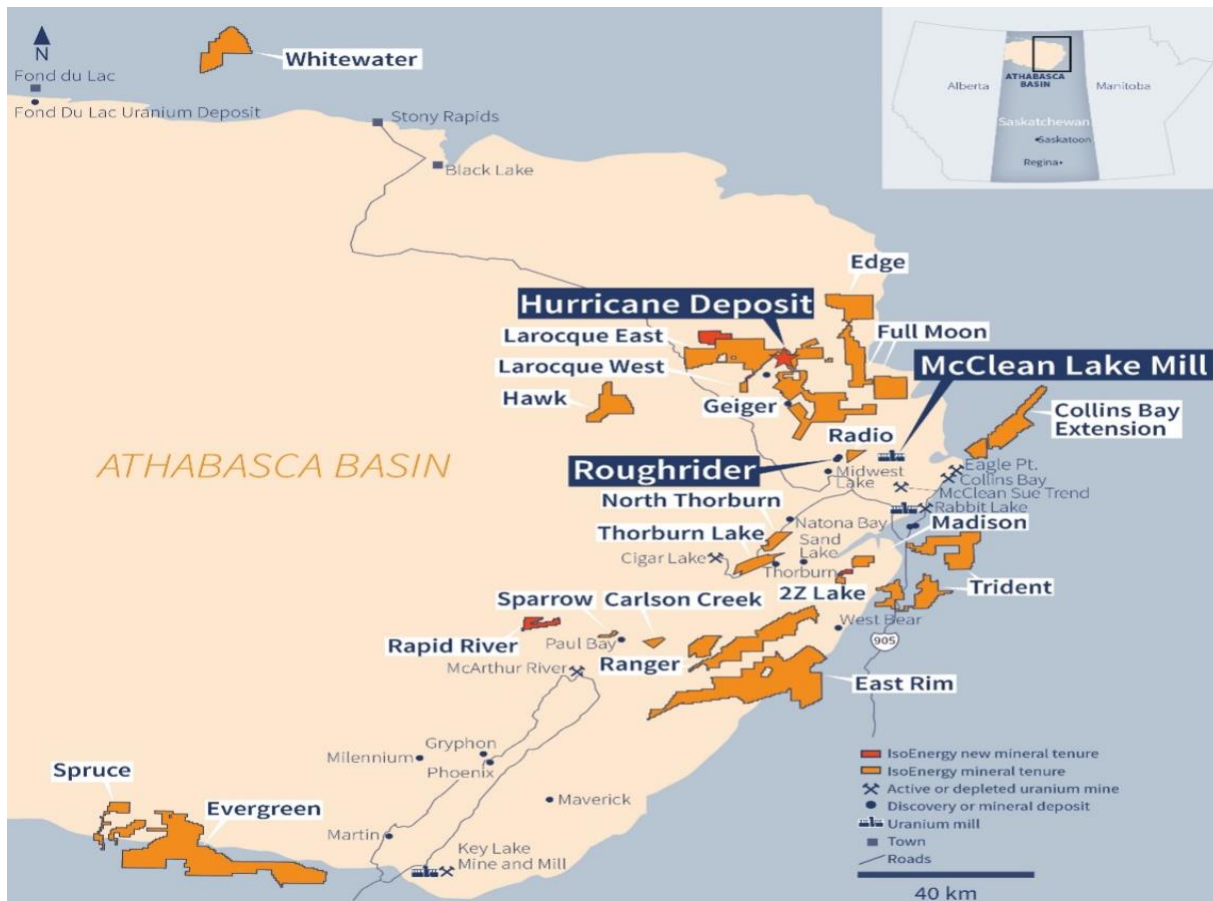 N
Whitewater
Fond du Lac
Fond Du Lac Uranium Deposit
Stony Rapids
Black Lake
Alberta
ATHABASCA
BASIN
Manitoba
Saskatchewan
Saskatoon
Regina
Edge
Hurricane Deposit
Larocque East
Full Moon
Larocque West
McClean Lake Mill
Hawk
Geiger
Collins Bay
Extension
Radio
ATHABASCA BASIN
Roughrider
Midwest
Lake
Eagle Pt.
Collins Bay
McClean Sue Trend
Rabbit Lake
North Thorburn
Natona Bay
Madison
Thorburn Lake
Sand
Lake
Cigar Lake
Thorburn
2Z Lake
Trident
Sparrow
Carlson Creek
West Bear
Rapid River
Paul Bay
905
McArthur River
Ranger
East Rim
Milennium
Gryphon
Phoenix
Spruce
Evergreen
Maverick
Martin
Key Lake
Mine and Mill
IsoEnergy new mineral tenure
IsoEnergy mineral tenure
Active or depleted uranium mine
Discovery or mineral deposit
Uranium mill
Town
Roads
40 km